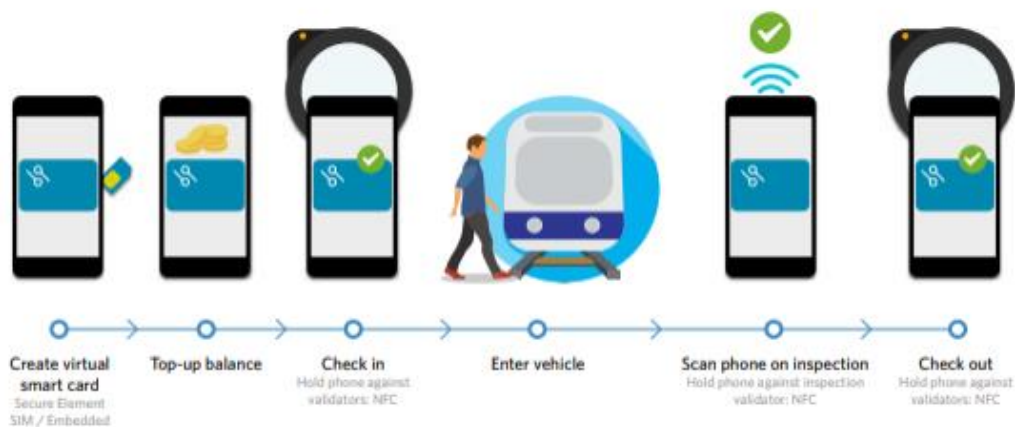 Create virtual
smart card
Secure Element
SIM / Embedded
Top-up balance
Check in
Hold phone against
validators: NFC
Enter vehicle
Scan phone on inspection
Hold phone against inspection
validator: NFC
Check out
Hold phone against
validators: NFC